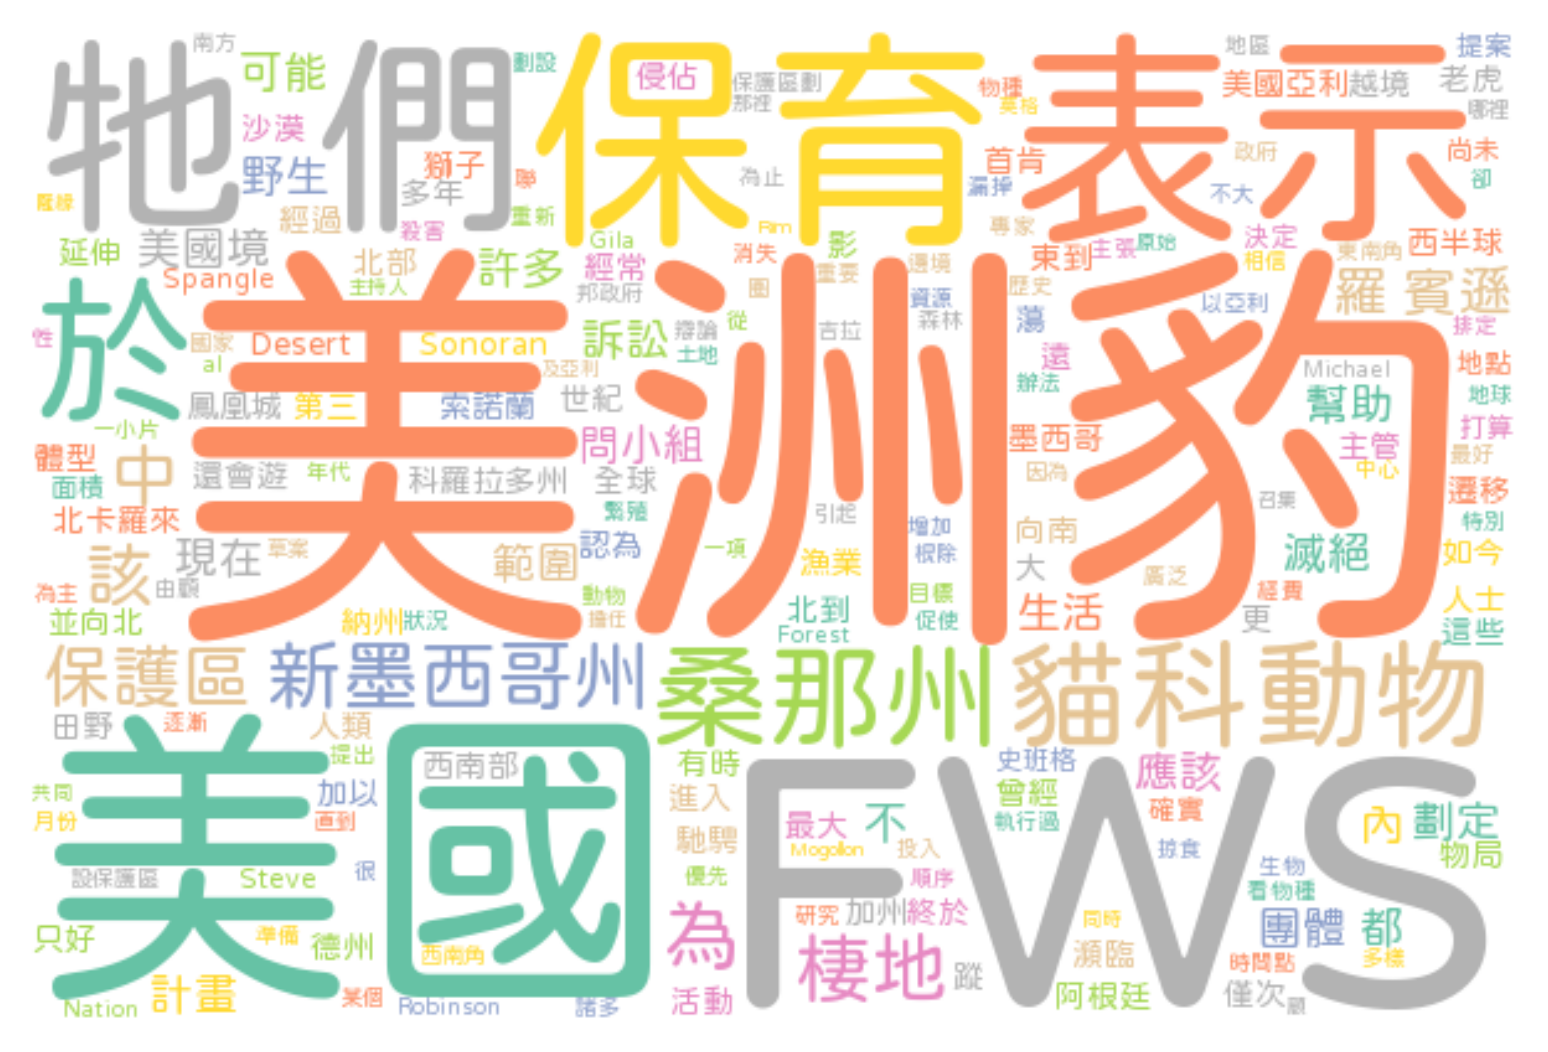 南方
牠們
可能
劃設
保育
侵佔
保護區劃
那裡
物種
英格
表示
地區
提案
美國亞利
越境
老虎
哪裡
沙漠
野生
獅子
多年
聯
首肯
為止
漏掉
政府
不大
尚未
卻
經過
殺害
重新
專家
延伸
美國境
Spangle
北部
主持人
許多
Gila
經常
邦政府
消失
Rim
影
重要
圍
邊境
東到
主張
原始
決定
相信
東南角
西半球
羅賓遜
於
美洲豹
性
國家
al
Desert
Sonoran
及亞利
訴訟
辯論
土地
從
吉拉
資源
森林
歷史
蕩
以亞利
排定
遠
辦法
Michael
地點
地球
鳳凰城
第三
索諾蘭
世紀
幫助
一小片
體型
面積
中
還會遊
年代
科羅拉多州
問小組
全球
繁殖
墨西哥
因為
主管
中心
打算
最好
北卡羅來
該
現在
草案
由顧
範圍
認為
一項
引起
增加
根除
漁業
向南
大
召集
遷移
特別
滅絕
如今
廣泛
為主
並向北
納州
狀況
動物
擔任
北到
Forest
目標
促使
生活
經費
更
人士
這些
保護區
新墨西哥州
桑那州
貓科動物
田野
逐漸
人類
提出
美國
西南部
有時
FWS
史班格
應該
共同
月份
加以
直到
進入
曾經
執行過
確實
內
劃定
物局
馳騁
最大
不
Mogollon
投入
掠食
設保護區
Steve
很
優先
順序
生物
看物種
為
研究
加州
終於
同時
團體
都
只好
準備
德州
西南角
棲地
蹤
瀕臨
時間點
多樣
Nation
計畫
某個
Robinson
諸多
活動
阿根廷
僅次